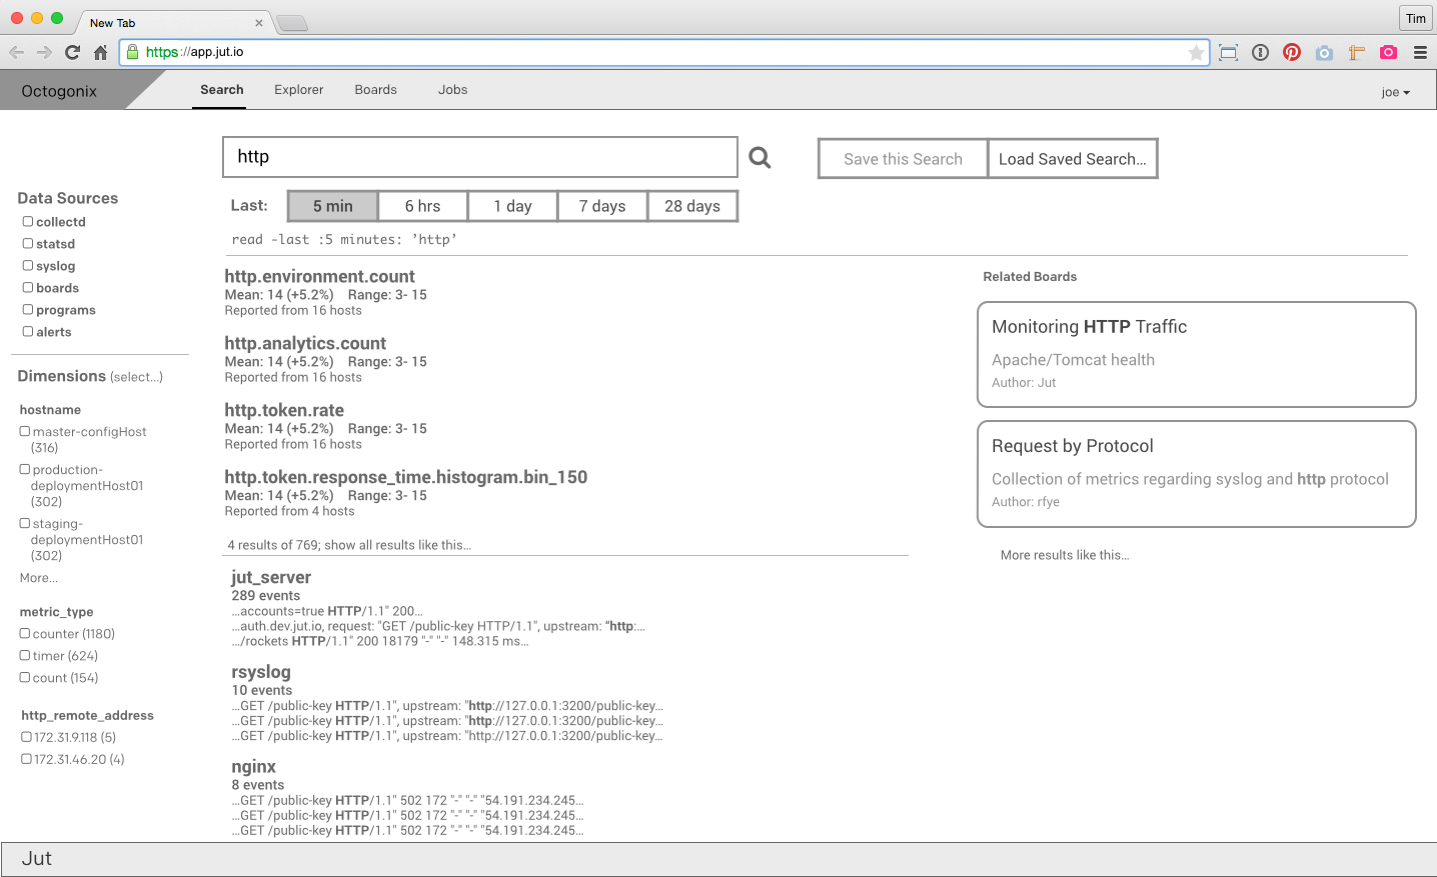 New Tab
Tim
https://app.jut.io
Octogonix
Search
Explorer
Boards
Jobs
joe
http
Save this Search
Load Saved Search...
Last:
5 min
6 hrs
1 day
7 days
28 days
read -last :5 minutes: ’http’
Data Sources
collectd
statsd
syslog
boards
programs
alerts
Dimensions (select...)
hostname
master-configHost
(316)
production-
deploymentHost01
(302)
staging-
deploymentHost01
(302)
More...
metric_type
counter (1180)
timer (624)
count (154)
http_remote_address
172.31.9.118 (5)
172.31.46.20 (4)
http.environment.count
Mean: 14 (+5.2%) Range: 3- 15
Reported from 16 hosts
http.analytics.count
Mean: 14 (+5.2%) Range: 3- 15
Reported from 16 hosts
http.token.rate
Mean: 14 (+5.2%) Range: 3- 15
Reported from 16 hosts
http.token.response_time.histogram.bin_150
Mean: 14 (+5.2%) Range: 3- 15
Reported from 4 hosts
4 results of 769; show all results like this...
jut_server
289 events
...accounts=true HTTP/1.1" 200...
...auth.dev.jut.io, request: "GET /public-key HTTP/1.1", upstream: “http:...
.../rockets HTTP/1.1" 200 18179 "-" "-" 148.315 ms...
rsyslog
10 events
...GET /public-key HTTP/1.1", upstream: "http://127.0.0.1:3200/public-key...
...GET /public-key HTTP/1.1", upstream: "http://127.0.0.1:3200/public-key...
...GET /public-key HTTP/1.1", upstream: "http://127.0.0.1:3200/public-key...
nginx
8 events
...GET /public-key HTTP/1.1" 502 172 "-" "-" "54.191.234.245...
...GET /public-key HTTP/1.1" 502 172 "-" "-" "54.191.234.245...
...GET /public-key HTTP/1.1" 502 172 "-" "-" "54.191.234.245...
Related Boards
Monitoring HTTP Traffic
Apache/Tomcat health
Author: Jut
Request by Protocol
Collection of metrics regarding syslog and http protocol
Author: rfye
More results like this...
Jut